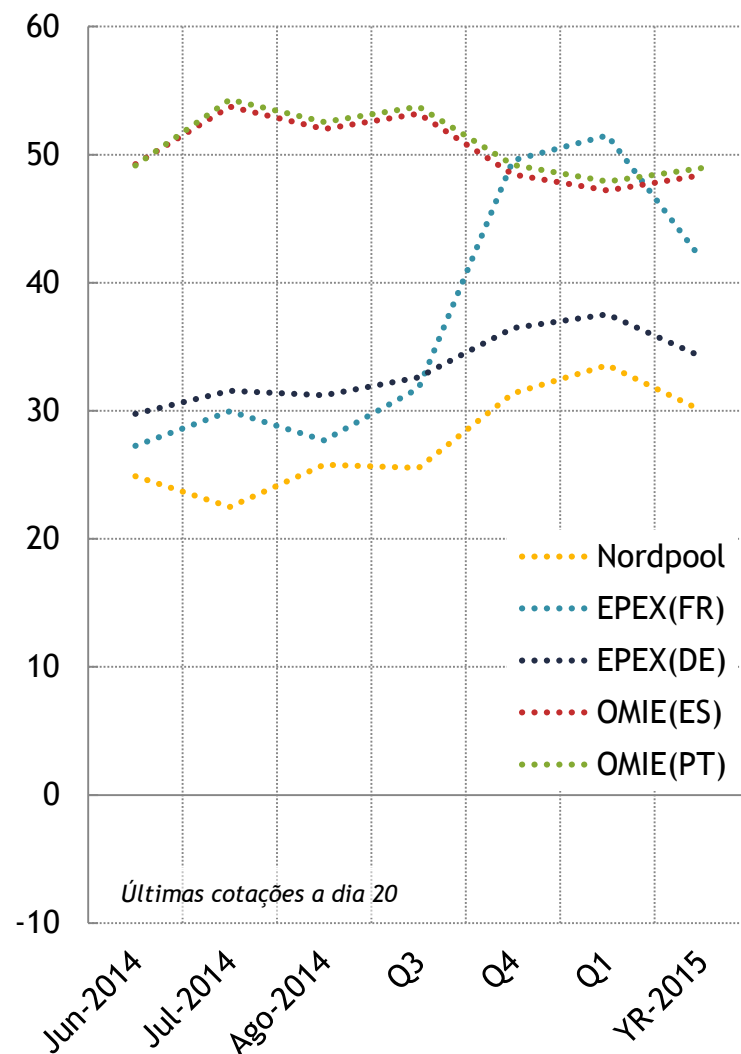 60
50
40
30
20
10
0
-10
Nordpool
EPEX(FR)
EPEX(DE)
OMIE(ES)
OMIE(PT)
Últimas cotações a dia 20
Jun-2014
Jul-2014
Ago-2014
Q3
Q4
Q1
YR-2015